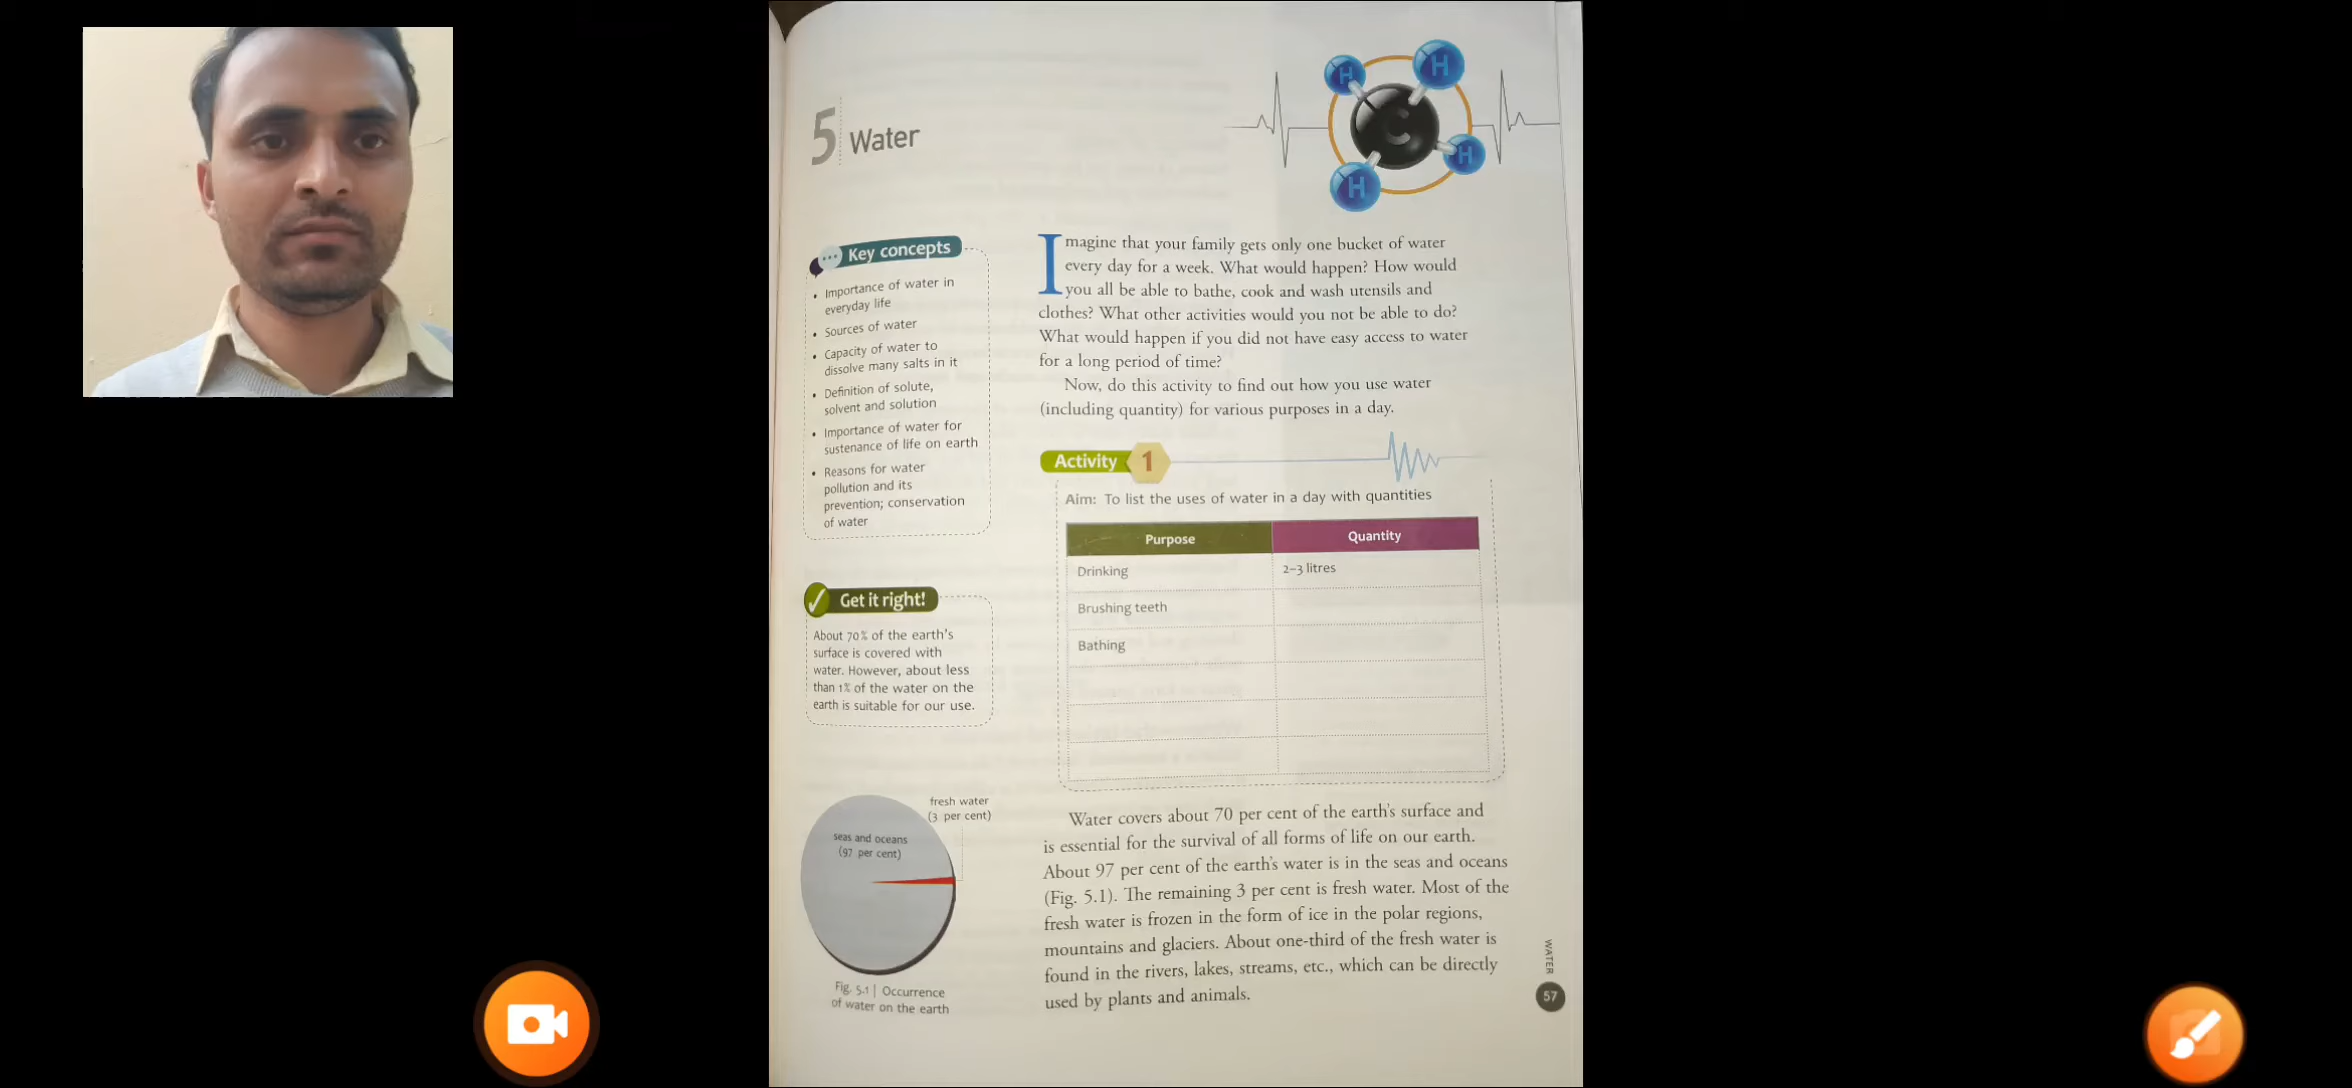 5 Water
H
H
C
H
H
Key concepts
• Importance of water in
everyday life
• Sources of water
• Capacity of water to
dissolve many salts in it
• Definition of solute,
solvent and solution
• Importance of water for
sustenance of life on earth
• Reasons for water
pollution and its
prevention; conservation
of water
Get it right!
About 70% of the earth's
surface is covered with
water. However, about less
than 1% of the water on the
earth is suitable for our use.
fresh water
(3 per cent)
seas and oceans
(97 per cent)
Fig. 5.1 | Occurrence
of water on the earth
Imagine that your family gets only one bucket of water
every day for a week. What would happen? How would
you all be able to bathe, cook and wash utensils and
clothes? What other activities would you not be able to do?
What would happen if you did not have easy access to water
for a long period of time?
Now, do this activity to find out how you use water
(including quantity) for various purposes in a day.
Activity 1
Aim: To list the uses of water in a day with quantities
Purpose Quantity
Drinking 2–3 litres
Brushing teeth
Bathing
Water covers about 70 per cent of the earth's surface and
is essential for the survival of all forms of life on our earth.
About 97 per cent of the earth's water is in the seas and oceans
(Fig. 5.1). The remaining 3 per cent is fresh water. Most of the
fresh water is frozen in the form of ice in the polar regions,
mountains and glaciers. About one-third of the fresh water is
found in the rivers, lakes, streams, etc., which can be directly
used by plants and animals.
WATER
57